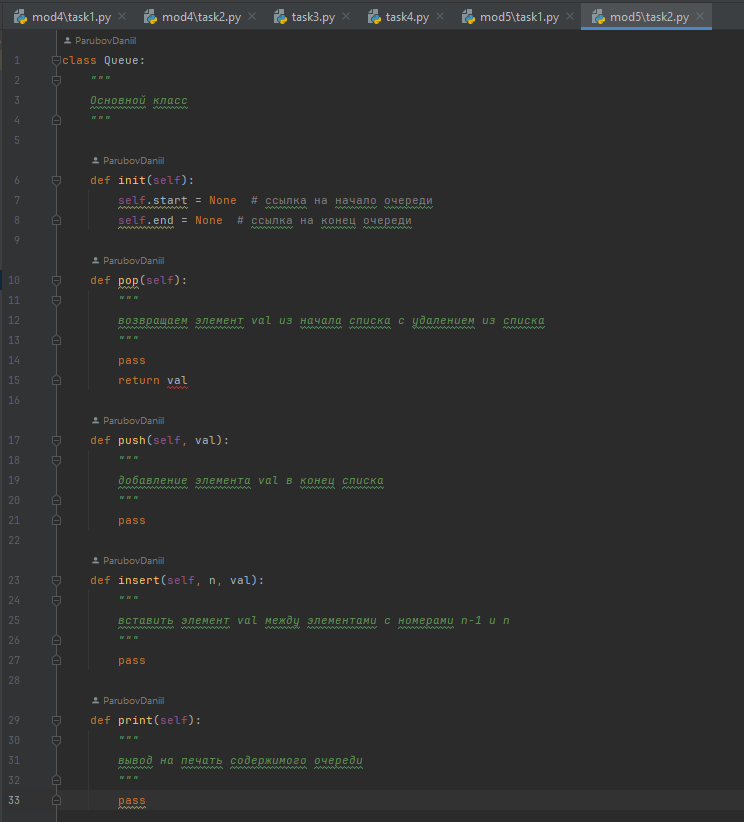 mod4\task1.py mod4\task2.py task3.py task4.py mod5\task1.py mod5\task2.py
ParubovDaniil
1 class Queue:
2 """
3 Основной класс
4 """
5
ParubovDaniil
6 def init(self):
7 self.start = None # ссылка на начало очереди
8 self.end = None # ссылка на конец очереди
9
ParubovDaniil
10 def pop(self):
11 """
12 возвращаем элемент val из начала списка с удалением из списка
13 """
14 pass
15 return val
16
ParubovDaniil
17 def push(self, val):
18 """
19 добавление элемента val в конец списка
20 """
21 pass
22
ParubovDaniil
23 def insert(self, n, val):
24 """
25 вставить элемент val между элементами с номерами n-1 и n
26 """
27 pass
28
ParubovDaniil
29 def print(self):
30 """
31 вывод на печать содержимого очереди
32 """
33 pass